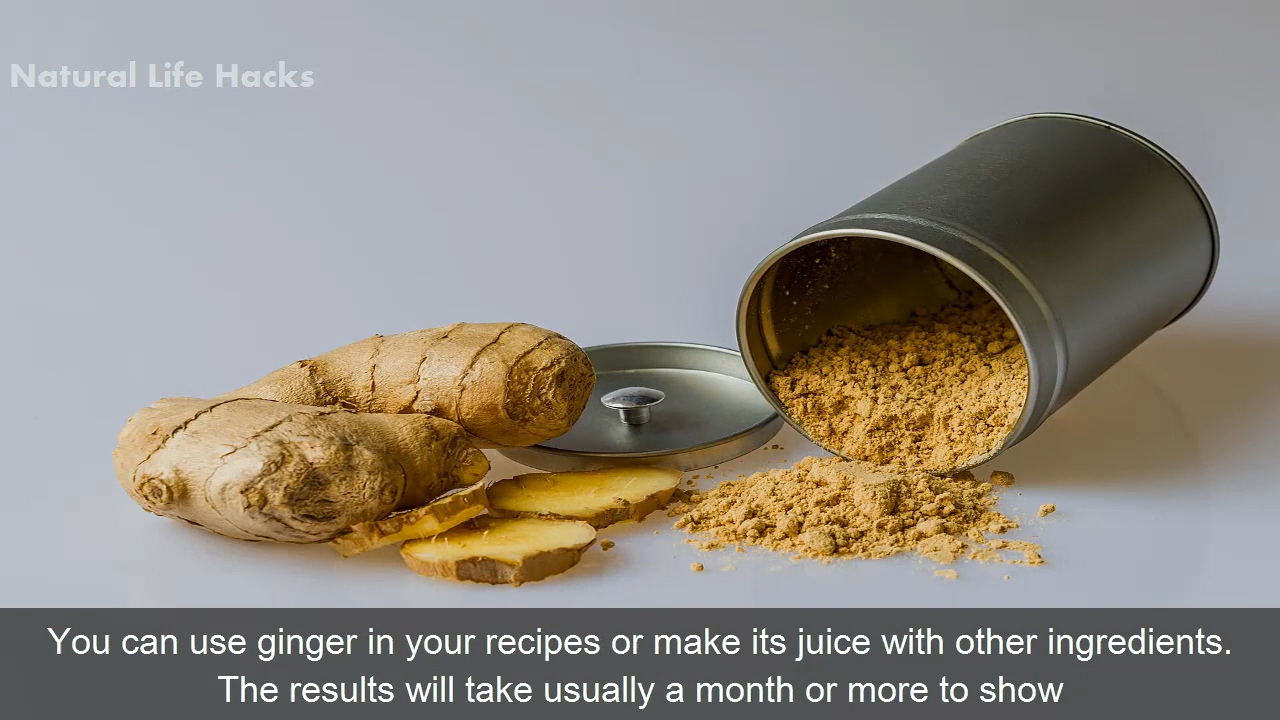 Natural Life Hacks
You can use ginger in your recipes or make its juice with other ingredients.
The results will take usually a month or more to show